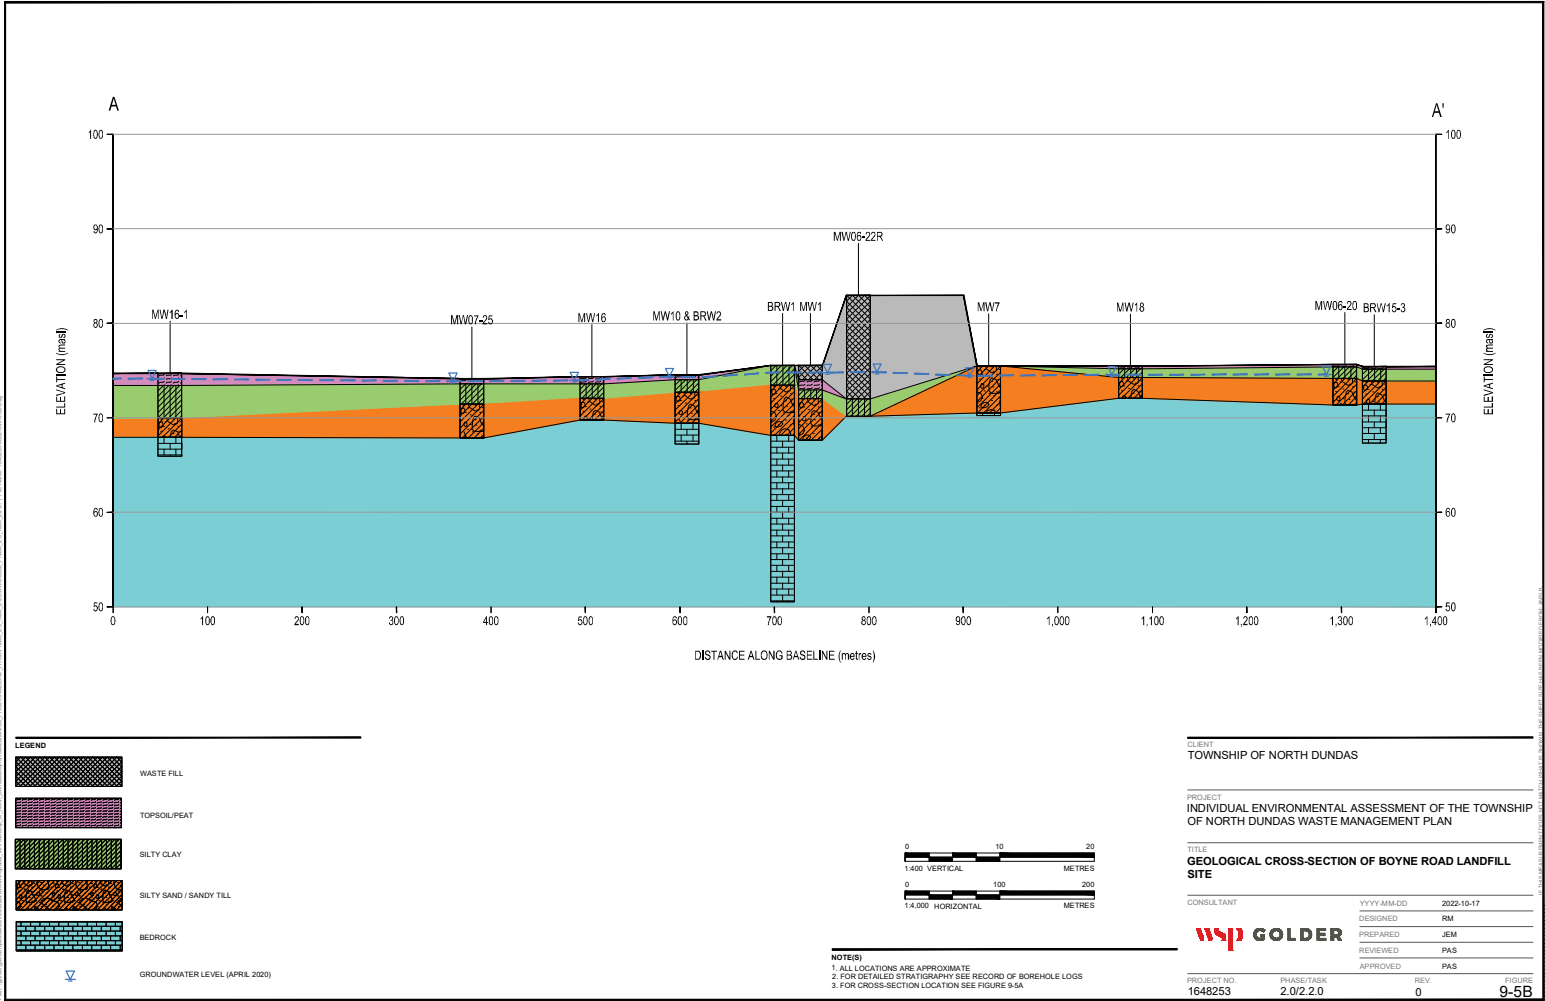 A
A'
100
100
90
90
80
80
70
70
60
60
50
50
ELEVATION (masl)
ELEVATION (masl)
MW16-1
MW07-25
MW16
MW10 & BRW2
BRW1
MW1
MW06-22R
MW7
MW18
MW06-20
BRW15-3
0
100
200
300
400
500
600
700
800
900
1,000
1,100
1,200
1,300
1,400
DISTANCE ALONG BASELINE (metres)
LEGEND
WASTE FILL
TOPSOIL/PEAT
SILTY CLAY
SILTY SAND / SANDY TILL
BEDROCK
GROUNDWATER LEVEL (APRIL 2020)
0 10 20
1:400 VERTICAL METRES
0 100 200
1:4,000 HORIZONTAL METRES
NOTE(S)
1. ALL LOCATIONS ARE APPROXIMATE
2. FOR DETAILED STRATIGRAPHY SEE RECORD OF BOREHOLE LOGS
3. FOR CROSS-SECTION LOCATION SEE FIGURE 9-5A
CLIENT
TOWNSHIP OF NORTH DUNDAS
PROJECT
INDIVIDUAL ENVIRONMENTAL ASSESSMENT OF THE TOWNSHIP
OF NORTH DUNDAS WASTE MANAGEMENT PLAN
TITLE
GEOLOGICAL CROSS-SECTION OF BOYNE ROAD LANDFILL
SITE
CONSULTANT
wsp GOLDER
YYYY-MM-DD 2022-10-17
DESIGNED RM
PREPARED JEM
REVIEWED PAS
APPROVED PAS
PROJECT NO. PHASE/TASK REV. FIGURE
1648253 2.0/2.2.0 0 9-5B